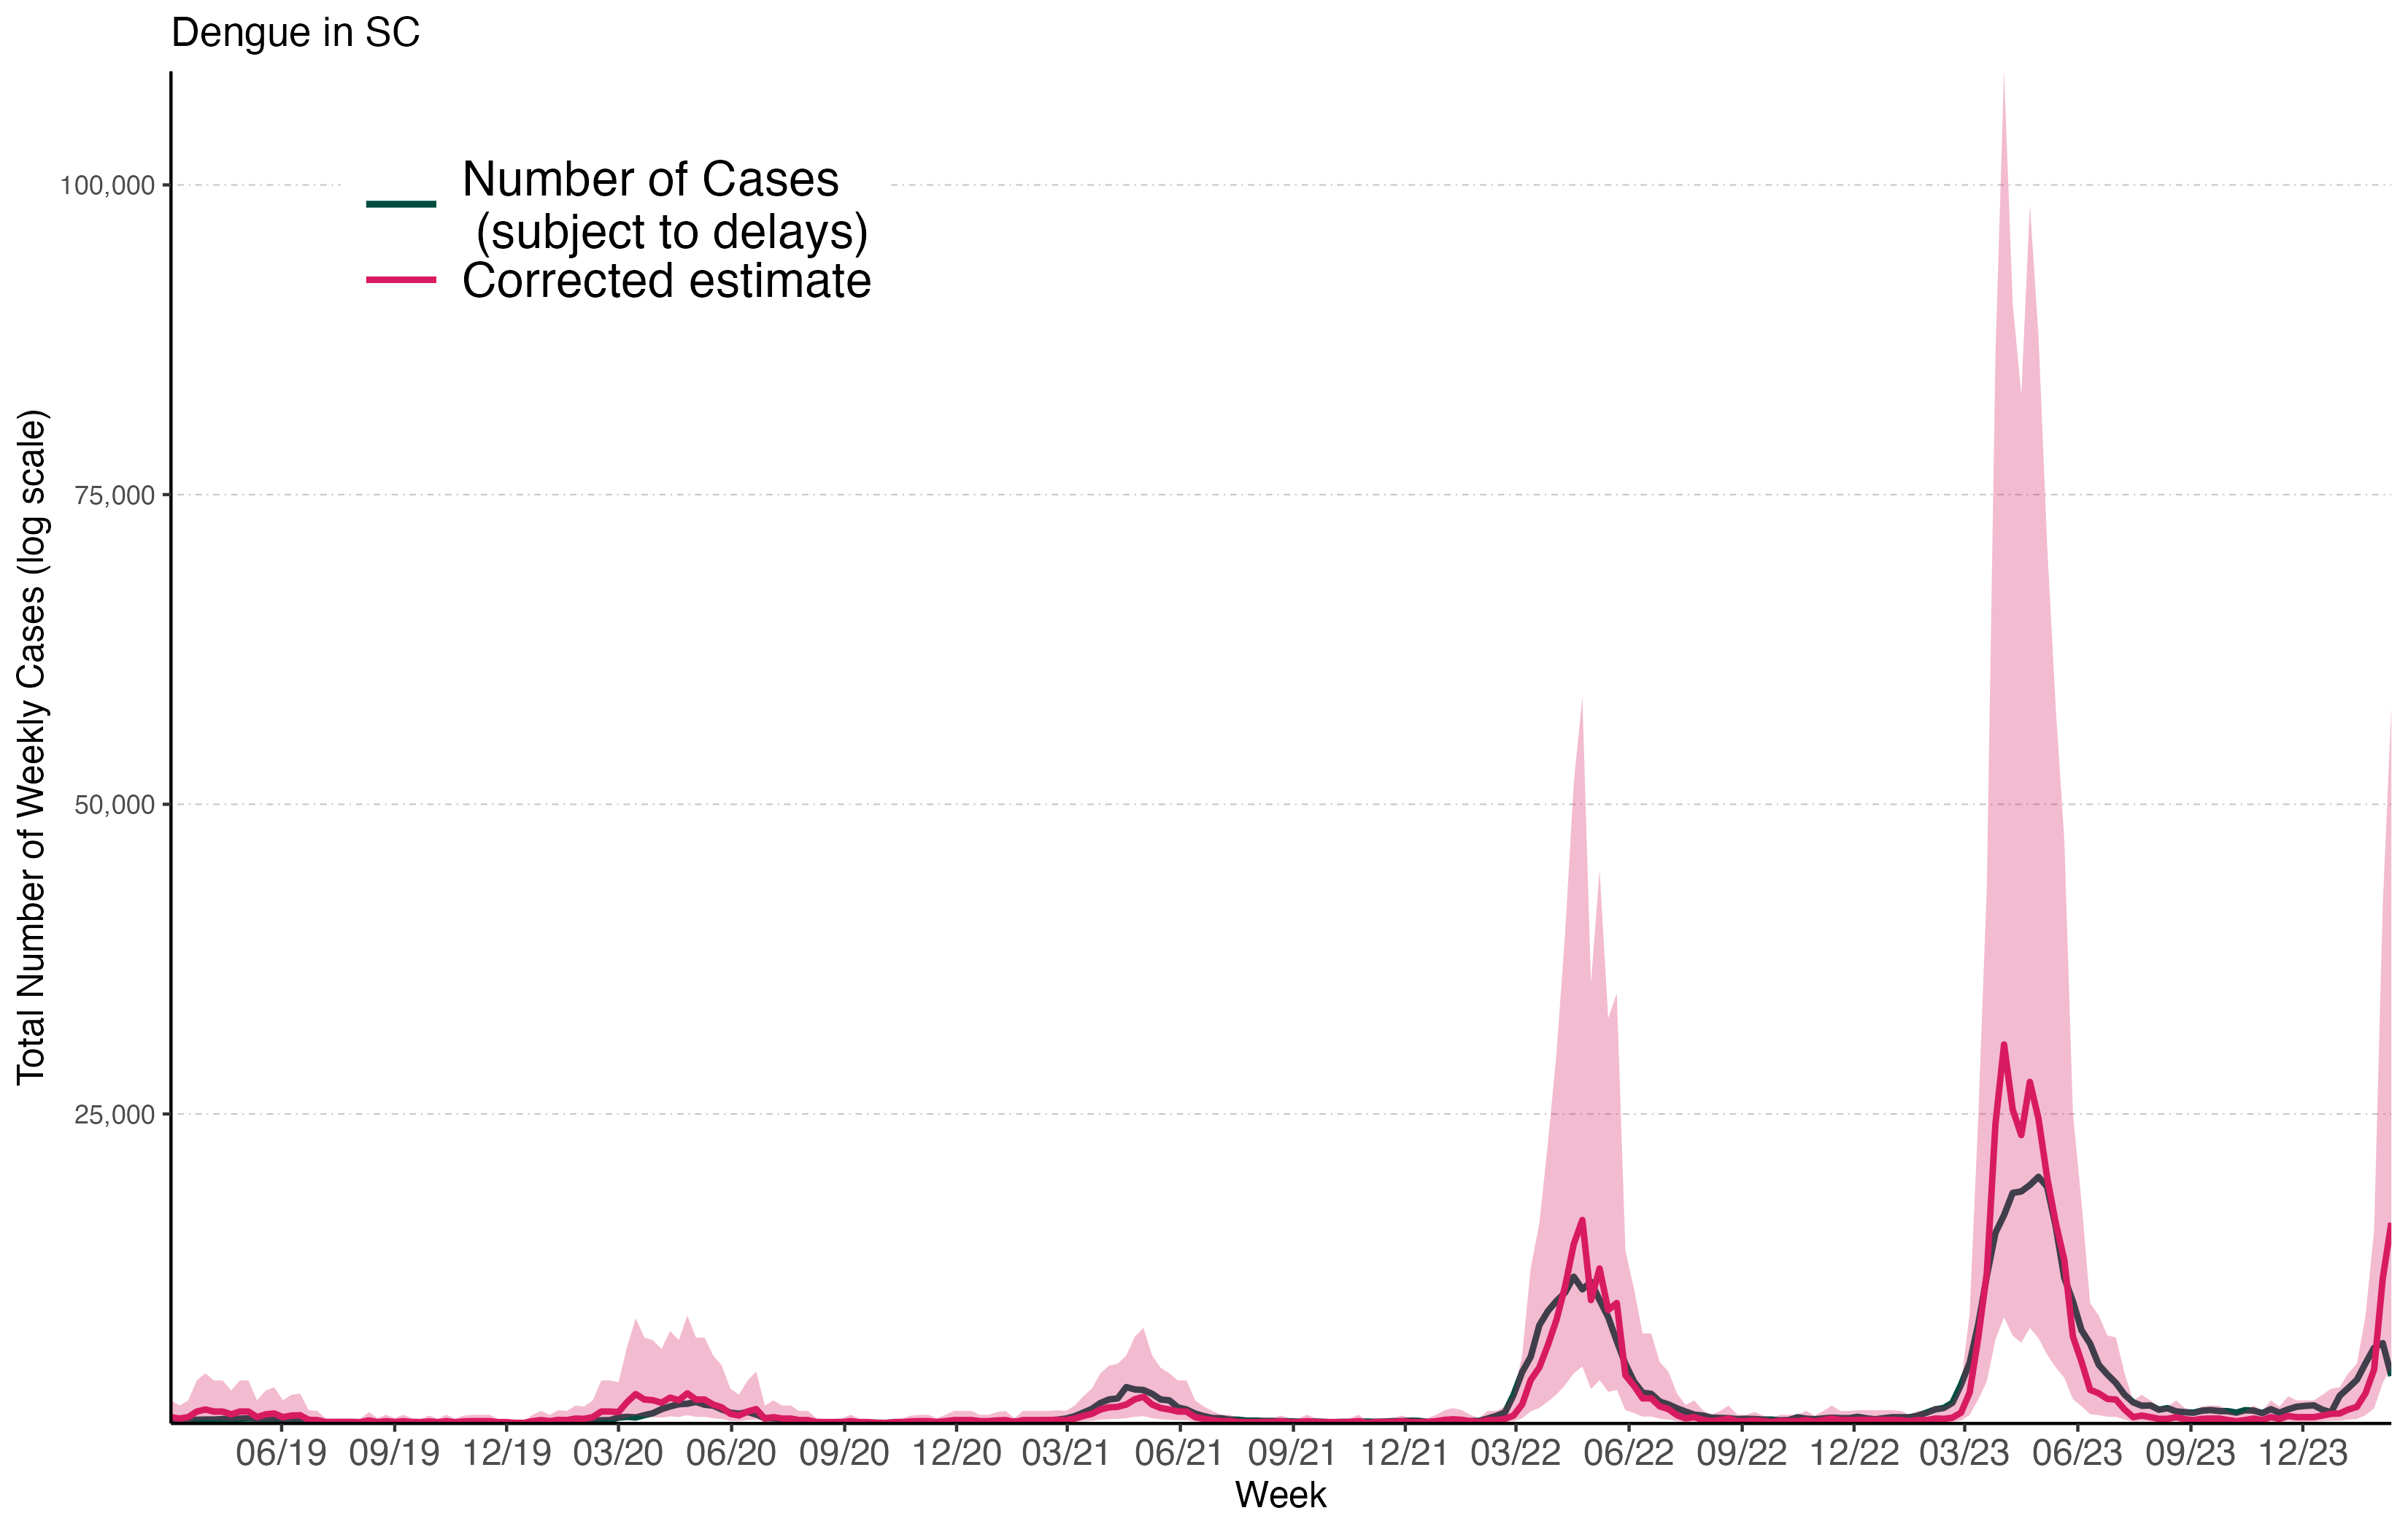 Dengue in SC
Number of Cases
(subject to delays)
Corrected estimate
Total Number of Weekly Cases (log scale)
100,000
75,000
50,000
25,000
06/19 09/19 12/19 03/20 06/20 09/20 12/20 03/21 06/21 09/21 12/21 03/22 06/22 09/22 12/22 03/23 06/23 09/23 12/23
Week